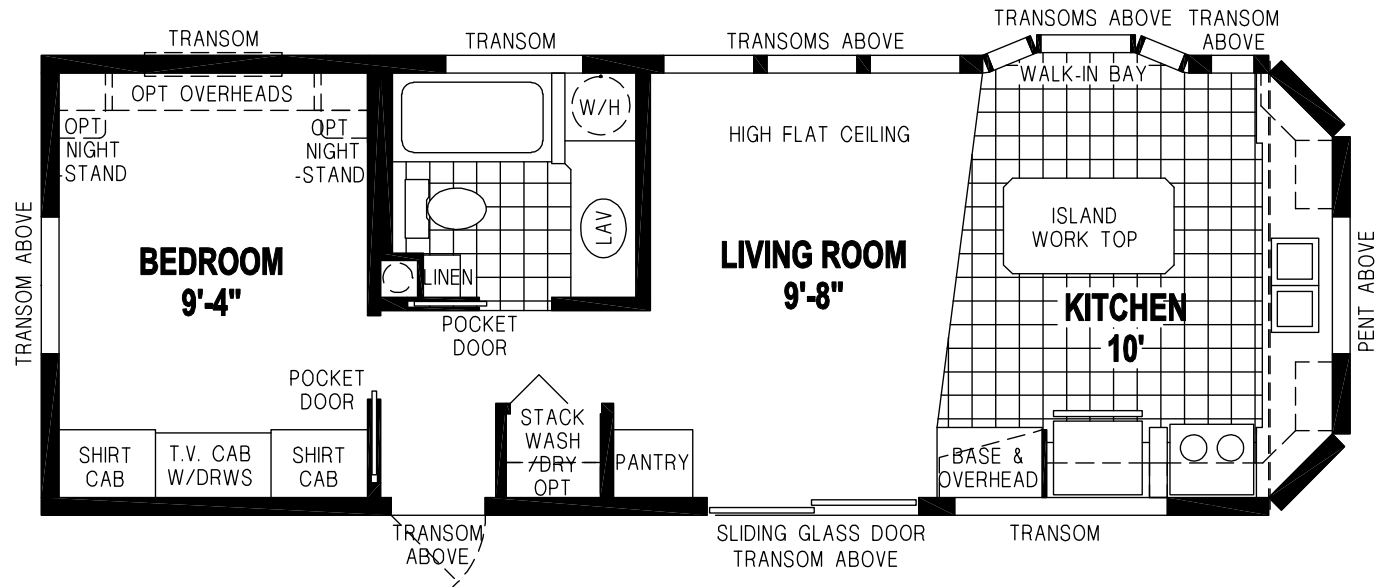 TRANSOM
TRANSOM
TRANSOMS ABOVE
TRANSOMS ABOVE
TRANSOM
ABOVE
OPT OVERHEADS
OPT
NIGHT
-STAND
OPT
NIGHT
-STAND
W/H
WALK-IN BAY
HIGH FLAT CEILING
TRANSOM ABOVE
BEDROOM
9'-4"
LAV
LINEN
POCKET
DOOR
LIVING ROOM
9'-8"
ISLAND
WORK TOP
KITCHEN
10'
PENT ABOVE
POCKET
DOOR
SHIRT
CAB
T.V. CAB
W/DRWS
SHIRT
CAB
STACK
WASH
/DRY
OPT
PANTRY
BASE &
OVERHEAD
TRANSOM
ABOVE
SLIDING GLASS DOOR
TRANSOM ABOVE
TRANSOM